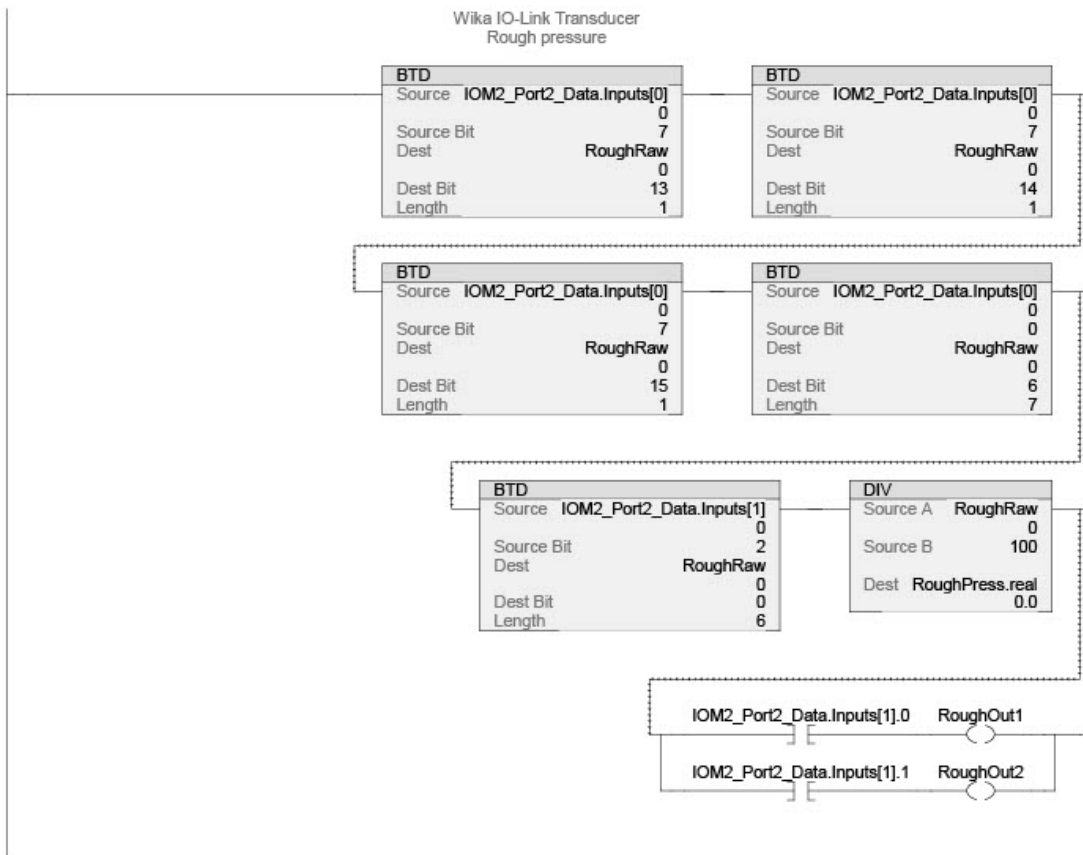 Wika IO-Link Transducer
Rough pressure
BTD
Source IOM2_Port2_Data.Inputs[0]
0
Source Bit 7
Dest RoughRaw
0
Dest Bit 13
Length 1
BTD
Source IOM2_Port2_Data.Inputs[0]
0
Source Bit 7
Dest RoughRaw
0
Dest Bit 14
Length 1
BTD
Source IOM2_Port2_Data.Inputs[0]
0
Source Bit 7
Dest RoughRaw
0
Dest Bit 15
Length 1
BTD
Source IOM2_Port2_Data.Inputs[0]
0
Source Bit 0
Dest RoughRaw
0
Dest Bit 6
Length 7
BTD
Source IOM2_Port2_Data.Inputs[1]
0
Source Bit 2
Dest RoughRaw
0
Dest Bit 0
Length 6
DIV
Source A RoughRaw
0
Source B 100
Dest RoughPress.real
0.0
IOM2_Port2_Data.Inputs[1].0 RoughOut1
IOM2_Port2_Data.Inputs[1].1 RoughOut2